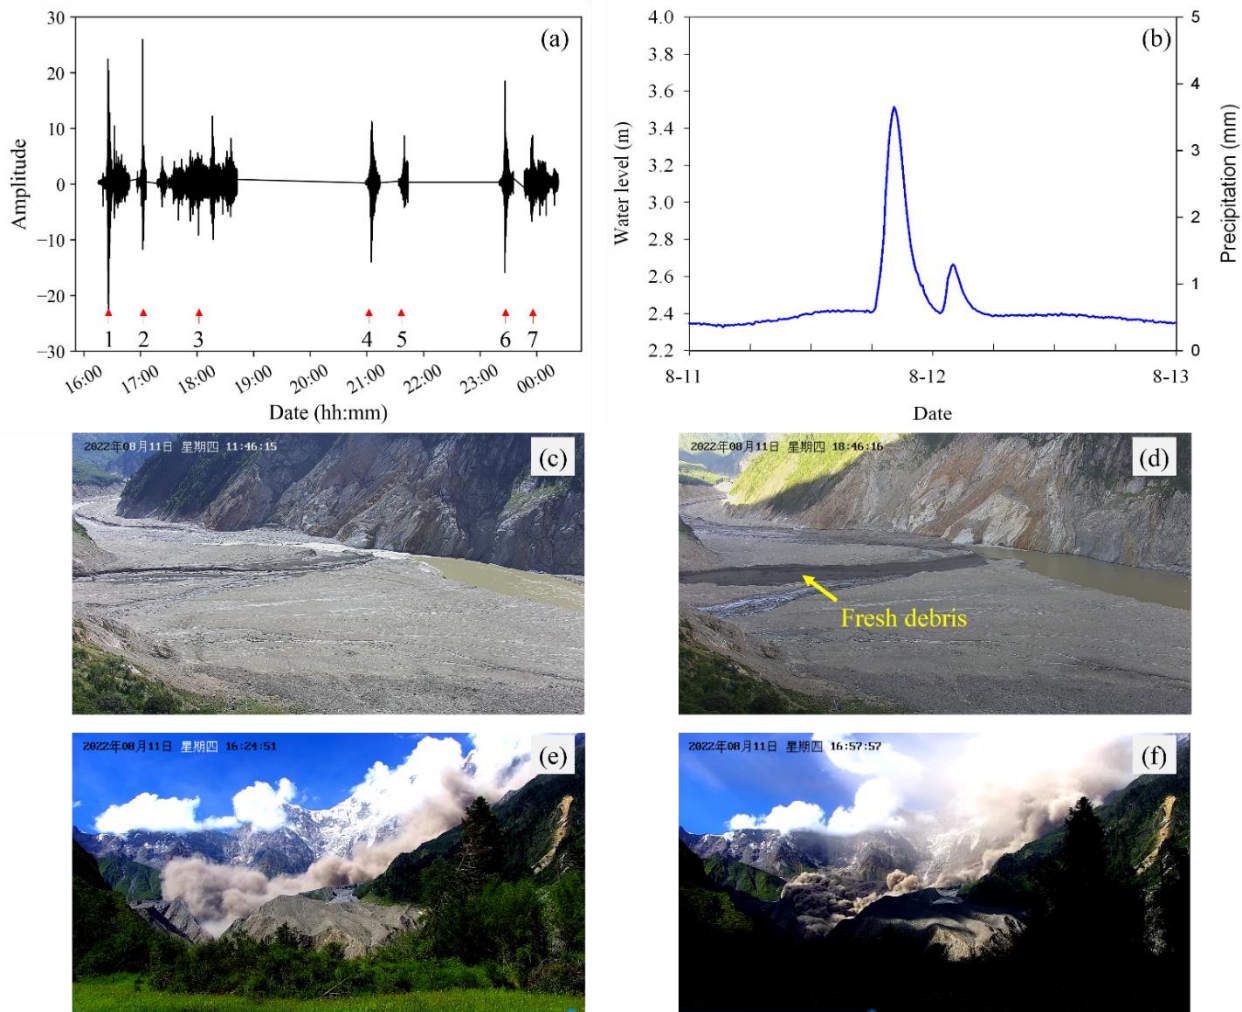 (a)
30
20
10
0
−10
−20
−30
Amplitude
1 2 3 4 5 6 7
16:00 17:00 18:00 19:00 20:00 21:00 22:00 23:00 00:00
Date (hh:mm)
(b)
4.0
3.8
3.6
3.4
3.2
3.0
2.8
2.6
2.4
2.2
Water level (m)
5
4
3
2
1
0
Precipitation (mm)
8-11 8-12 8-13
Date
2022年08月11日 星期四 11:46:15
(c)
2022年08月11日 星期四 18:46:16
(d)
Fresh debris
2022年08月11日 星期四 16:24:51
(e)
2022年08月11日 星期四 16:57:57
(f)